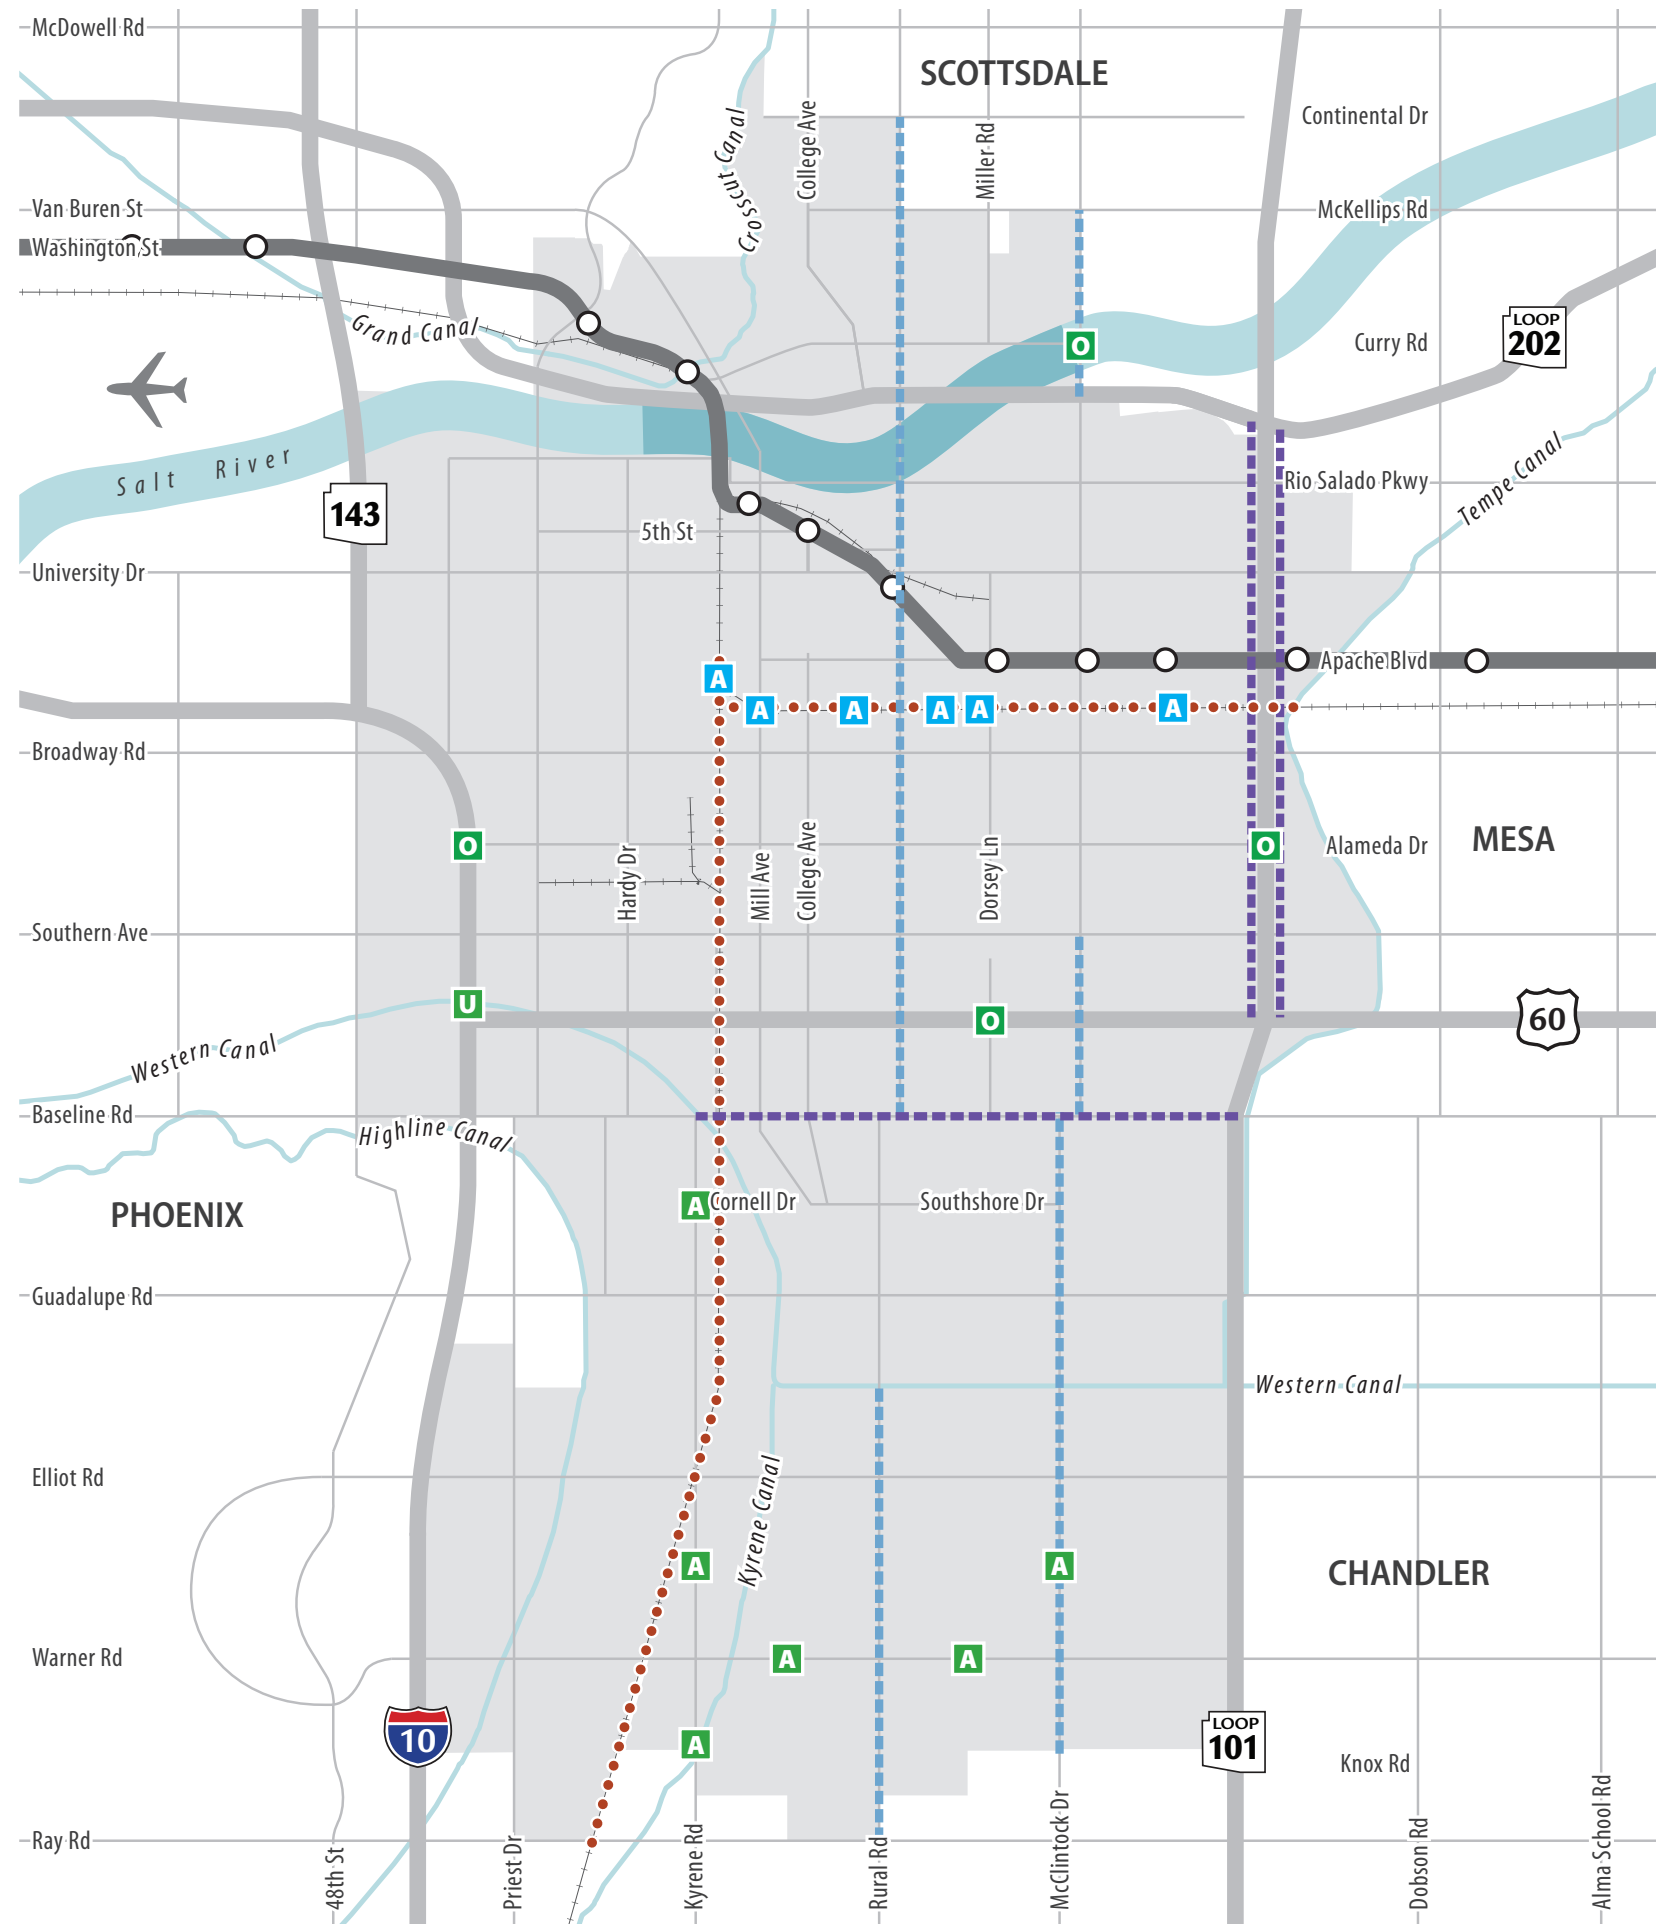 McDowell Rd
SCOTTSDALE
Continental Dr
Crosscut Canal
College Ave
Miller Rd
Van Buren St
McKellips Rd
Washington St
Grand Canal
O
Curry Rd
LOOP
202
Salt River
143
Rio Salado Pkwy
Tempe Canal
5th St
University Dr
Apache Blvd
A
A
A
A
A
A
Broadway Rd
O
O
Alameda Dr
MESA
Hardy Dr
Mill Ave
College Ave
Dorsey Ln
Southern Ave
U
O
60
Western Canal
Baseline Rd
Highline Canal
PHOENIX
A
Cornell Dr
Southshore Dr
Guadalupe Rd
Western Canal
Elliot Rd
Kyrene Canal
A
A
CHANDLER
Warner Rd
A
A
10
A
LOOP
101
Knox Rd
Ray Rd
48th St
Priest Dr
Kyrene Rd
Rural Rd
McClintock Dr
Dobson Rd
Alma School Rd